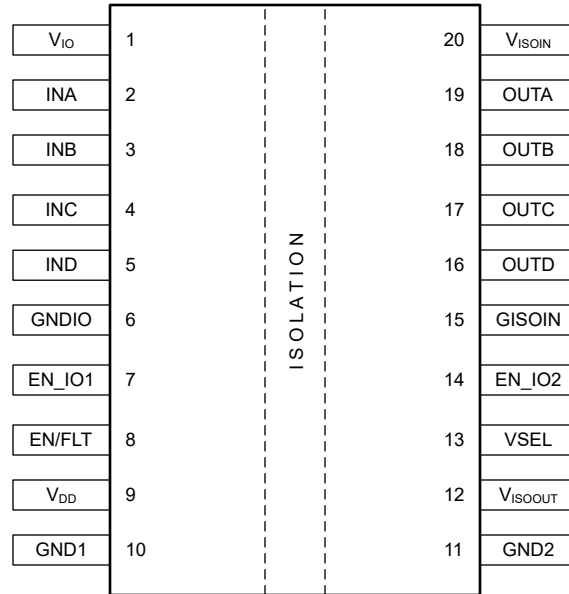 V_IO 1 20 V_ISOIN
INA 2 19 OUTA
INB 3 18 OUTB
INC 4 17 OUTC
IND 5 16 OUTD
GNDIO 6 15 GISOIN
EN_IO1 7 14 EN_IO2
EN/FLT 8 13 VSEL
V_DD 9 12 V_ISOOUT
GND1 10 11 GND2
ISOLATION